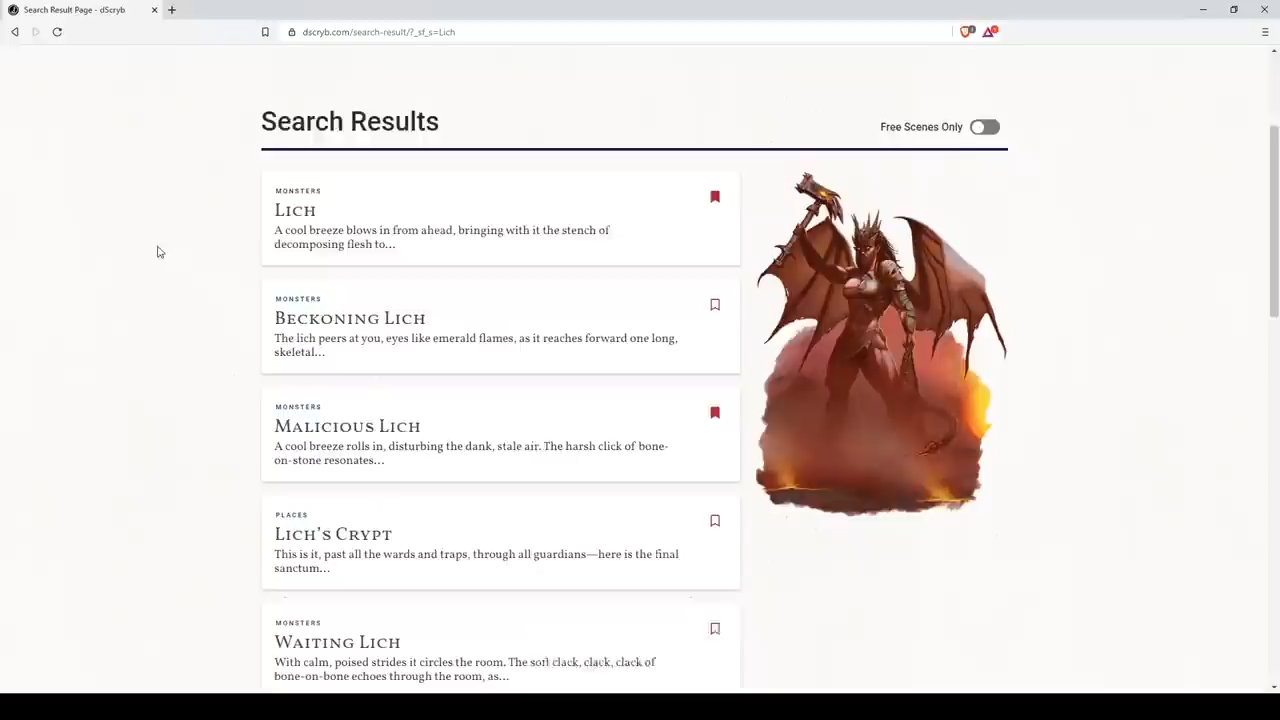 Search Result Page - dScryb
dscryb.com/search-result/?_sf_s=Lich
Search Results
Free Scenes Only
MONSTERS
LICH
A cool breeze blows in from ahead, bringing with it the stench of
decomposing flesh to...
MONSTERS
BECKONING LICH
The lich peers at you, eyes like emerald flames, as it reaches forward one long,
skeletal...
MONSTERS
MALICIOUS LICH
A cool breeze rolls in, disturbing the dank, stale air. The harsh click of bone-
on-stone resonates...
PLACES
LICH'S CRYPT
This is it, past all the wards and traps, through all guardians—here is the final
sanctum...
MONSTERS
WAITING LICH
With calm, poised strides it circles the room. The soft clack, clack, clack of
bone-on-bone echoes through the room, as...